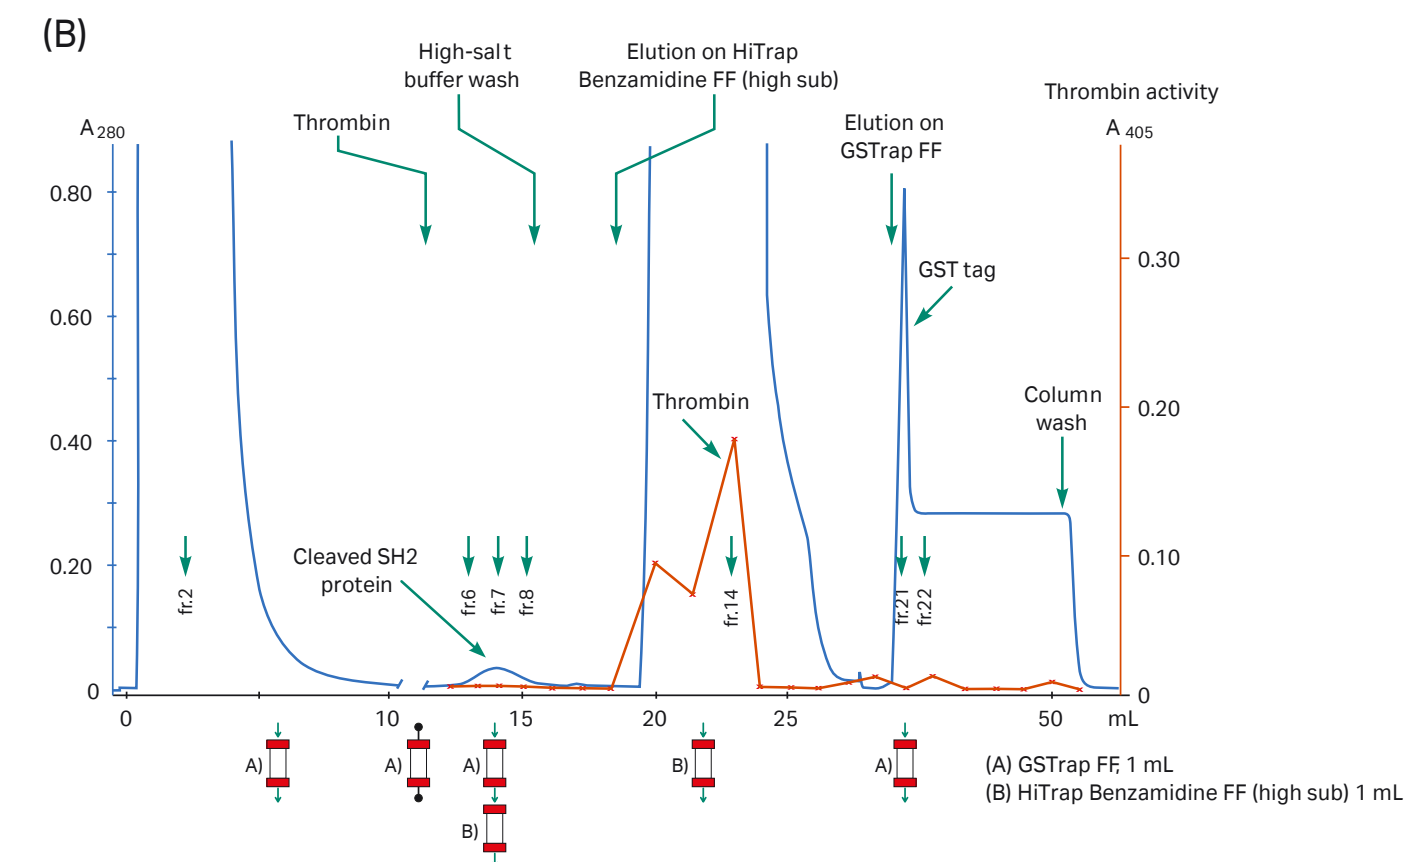 (B)
High-salt
buffer wash
Elution on HiTrap
Benzamidine FF (high sub)
Thrombin activity
Thrombin
Elution on
GSTrap FF
A 280
A 405
0.80
0.60
0.40
0.20
0
0.30
0.20
0.10
0
GST tag
Column
wash
Thrombin
Cleaved SH2
protein
fr.2
fr.6
fr.7
fr.8
fr.14
fr.21
fr.22
0
10
15
20
25
50
mL
A)
A)
A)
B)
A)
B)
(A) GSTrap FF, 1 mL
(B) HiTrap Benzamidine FF (high sub) 1 mL